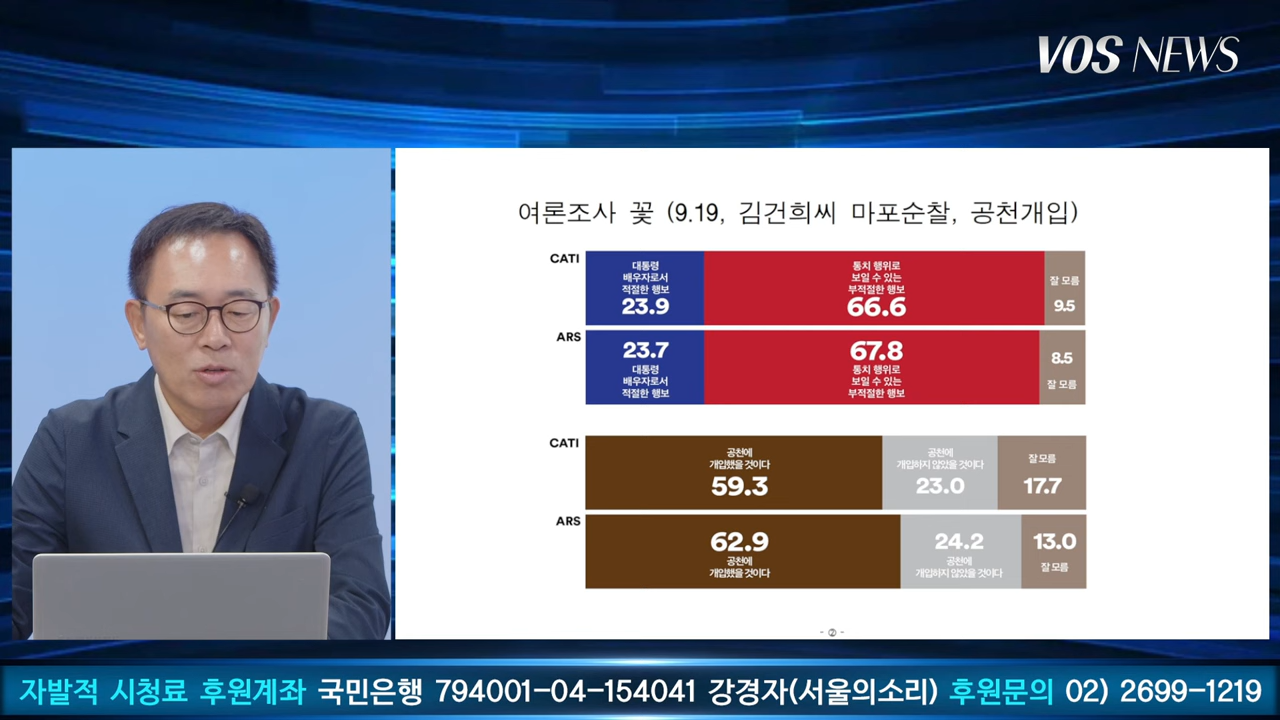 VOS NEWS
여론조사 꽃 (9.19, 김건희씨 마포순찰, 공천개입)
CATI
대통령
배우자로서
적절한 행보
23.9
통치 행위로
보일 수 있는
부적절한 행보
66.6
잘 모름
9.5
ARS
23.7
대통령
배우자로서
적절한 행보
67.8
통치 행위로
보일 수 있는
부적절한 행보
8.5
잘 모름
CATI
공천에
개입했을 것이다
59.3
공천에
개입하지 않았을 것이다
23.0
잘 모름
17.7
ARS
62.9
공천에
개입했을 것이다
24.2
공천에
개입하지 않았을 것이다
13.0
잘 모름
- ② -
자발적 시청료 후원계좌 국민은행 794001-04-154041 강경자(서울의소리) 후원문의 02) 2699-1219